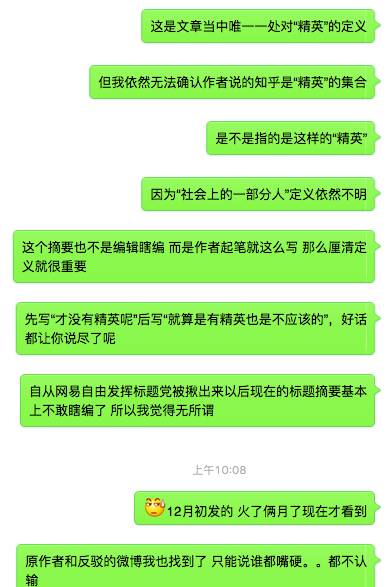 这是文章当中唯一一处对“精英”的定义
但我依然无法确认作者说的知乎是“精英”的集合
是不是指的是这样的“精英”
因为“社会上的一部分人”定义依然不明
这个摘要也不是编辑瞎编 而是作者起笔就这么写 那么厘清定
义就很重要
先写“才没有精英呢”后写“就算是有精英也是不应该的”，好话
都让你说尽了呢
自从网易自由发挥标题党被揪出来以后现在的标题摘要基本
上不敢瞎编了 所以我觉得无所谓
上午10:08
12月初发的 火了俩月了现在才看到
原作者和反驳的微博我也找到了 只能说谁都嘴硬。。都不认
输